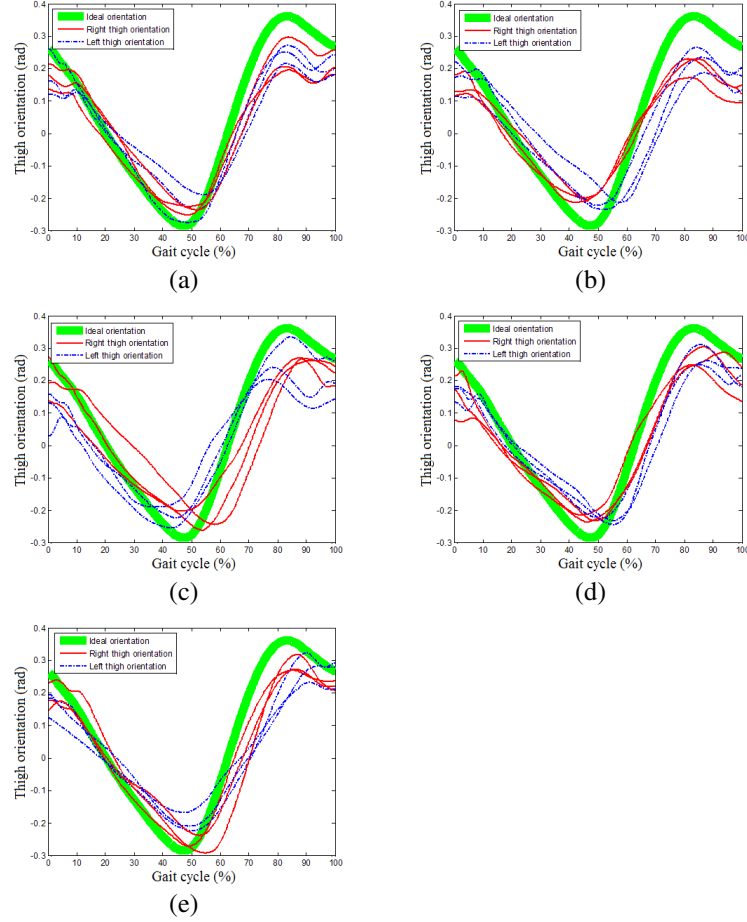 0.4
0.3
0.2
0.1
0
-0.1
-0.2
-0.3
Thigh orientation (rad)
Ideal orientation
Right thigh orientation
Left thigh orientation
0 10 20 30 40 50 60 70 80 90 100
Gait cycle (%)
(a)
0.4
0.3
0.2
0.1
0
-0.1
-0.2
-0.3
Thigh orientation (rad)
Ideal orientation
Right thigh orientation
Left thigh orientation
0 10 20 30 40 50 60 70 80 90 100
Gait cycle (%)
(b)
0.4
0.3
0.2
0.1
0
-0.1
-0.2
-0.3
Thigh orientation (rad)
Ideal orientation
Right thigh orientation
Left thigh orientation
0 10 20 30 40 50 60 70 80 90 100
Gait cycle (%)
(c)
0.4
0.3
0.2
0.1
0
-0.1
-0.2
-0.3
Thigh orientation (rad)
Ideal orientation
Right thigh orientation
Left thigh orientation
0 10 20 30 40 50 60 70 80 90 100
Gait cycle (%)
(d)
0.4
0.3
0.2
0.1
0
-0.1
-0.2
-0.3
Thigh orientation (rad)
Ideal orientation
Right thigh orientation
Left thigh orientation
0 10 20 30 40 50 60 70 80 90 100
Gait cycle (%)
(e)